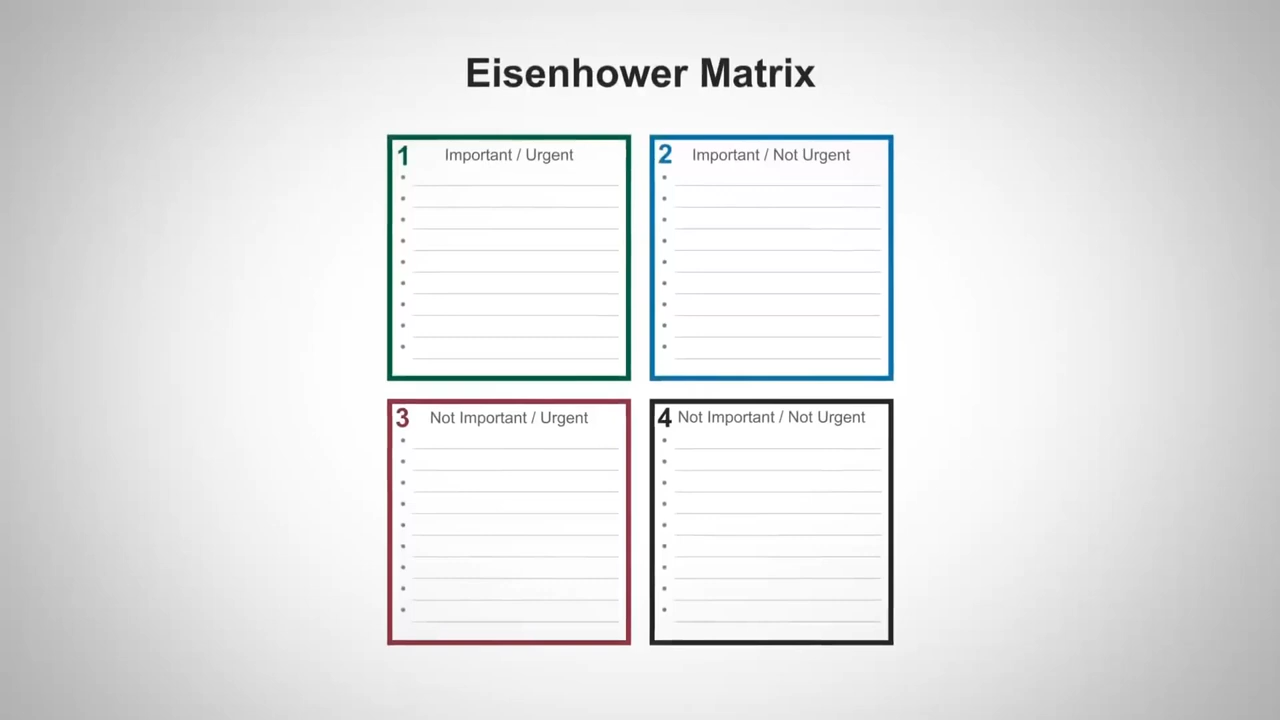 Eisenhower Matrix
1 Important / Urgent
2 Important / Not Urgent
3 Not Important / Urgent
4 Not Important / Not Urgent